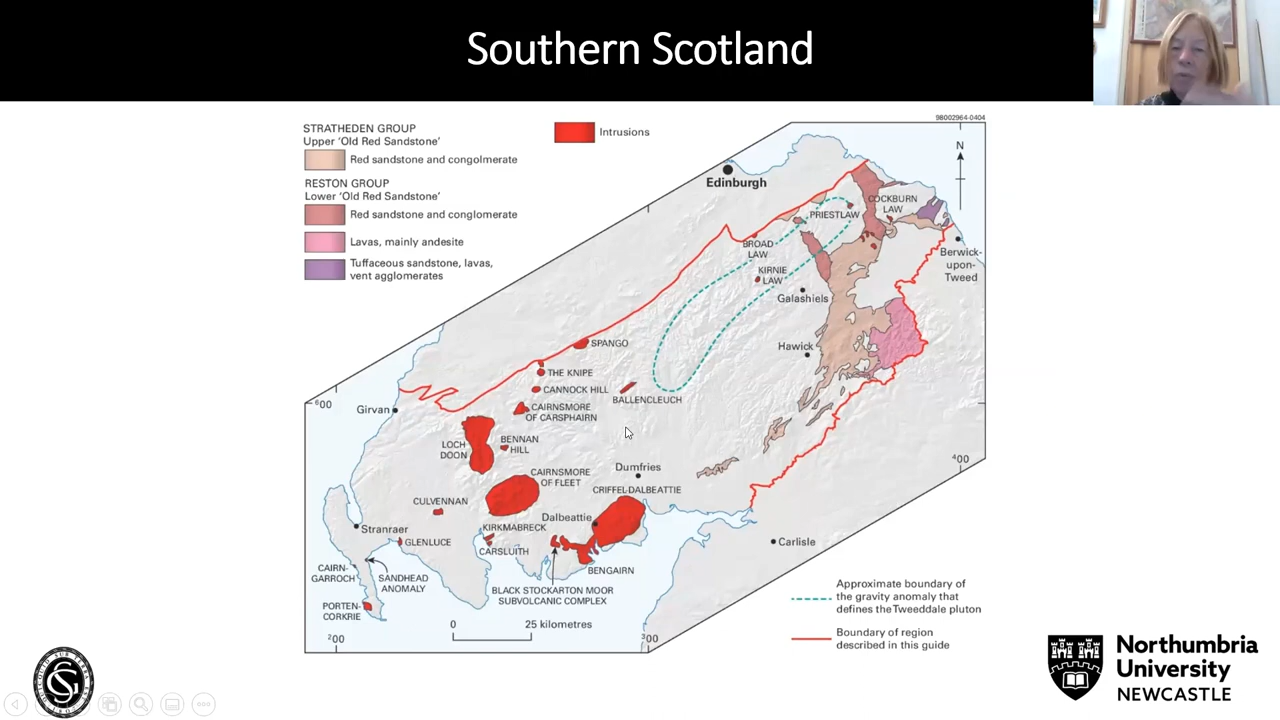 Southern Scotland
STRATHEDEN GROUP
Upper 'Old Red Sandstone'
Red sandstone and congolmerate
RESTON GROUP
Lower 'Old Red Sandstone'
Red sandstone and conglomerate
Lavas, mainly andesite
Tuffaceous sandstone, lavas,
vent agglomerates
Intrusions
98002964-0404
N
Edinburgh
COCKBURN
LAW
PRIESTLAW
BROAD
LAW
KIRNIE
LAW
Berwick-
upon-
Tweed
Galashiels
Hawick
SPANGO
THE KNIPE
CANNOCK HILL
BALLENCLEUCH
CAIRNSMORE
OF CARSPHAIRN
600
Girvan
LOCH
DOON
BENNAN
HILL
400
Dumfries
CAIRNSMORE
OF FLEET
CRIFFEL-DALBEATTIE
CULVENNAN
Dalbeattie
KIRKMABRECK
Stranraer
GLENLUCE
CARSLUITH
Carlisle
CAIRN-
GARROCH
SANDHEAD
ANOMALY
BENGAIRN
BLACK STOCKARTON MOOR
SUBVOLCANIC COMPLEX
PORTEN-
CORKRIE
0
25 kilometres
200
300
Approximate boundary of
the gravity anomaly that
defines the Tweeddale pluton
Boundary of region
described in this guide
Northumbria
University
NEWCASTLE